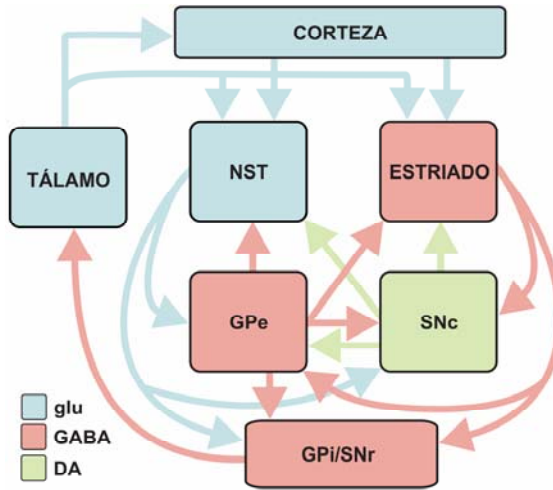 CORTEZA
TÁLAMO
NST
ESTRIADO
GPe
SNc
glu
GABA
DA
GPi/SNr